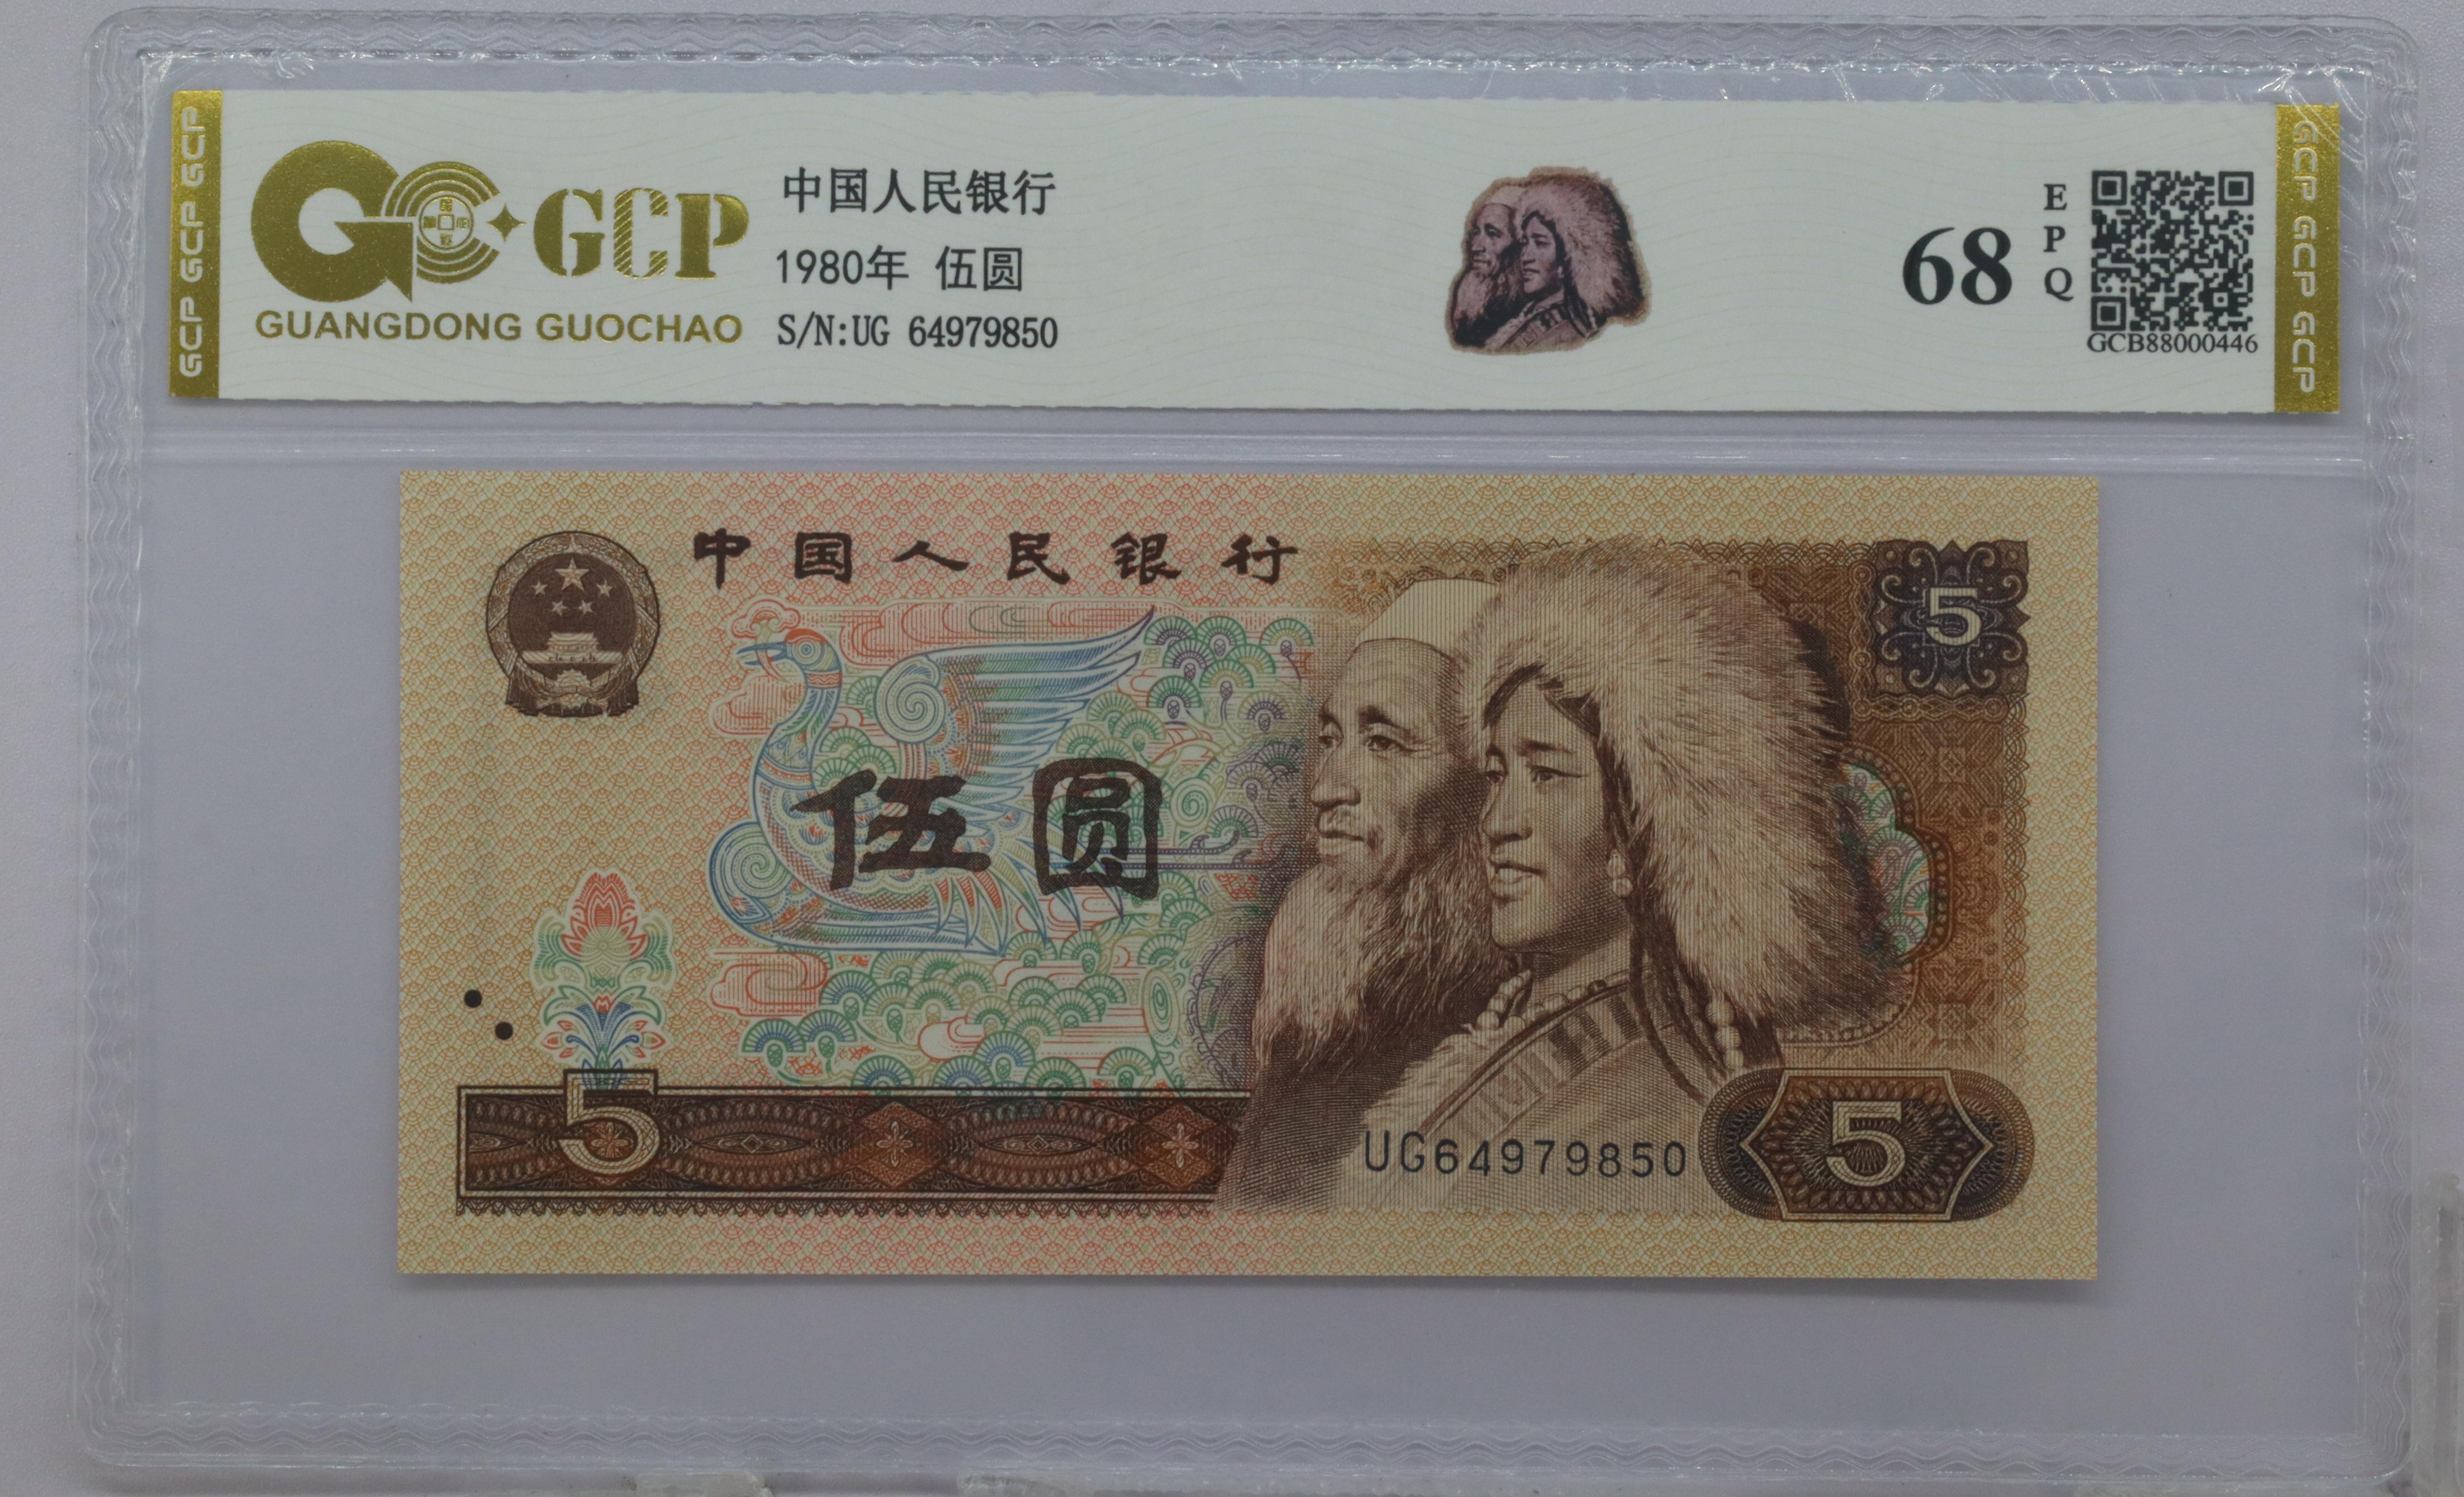 GCP GCP GCP
GCP
GUANGDONG GUOCHAO
中国人民银行
1980年 伍圆
S/N:UG 64979850
68
EPQ
GCB88000446
GCP GCP GCP
中国人民银行
5
伍圆
5
UG64979850
5